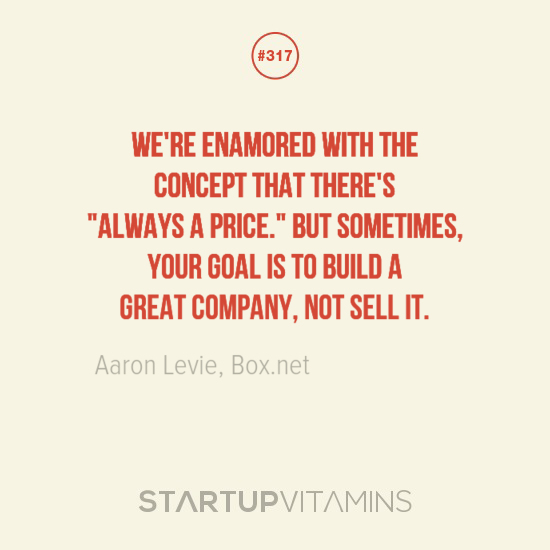 #317
WE'RE ENAMORED WITH THE
CONCEPT THAT THERE'S
"ALWAYS A PRICE." BUT SOMETIMES,
YOUR GOAL IS TO BUILD A
GREAT COMPANY, NOT SELL IT.
Aaron Levie, Box.net
STARTUPVITAMINS